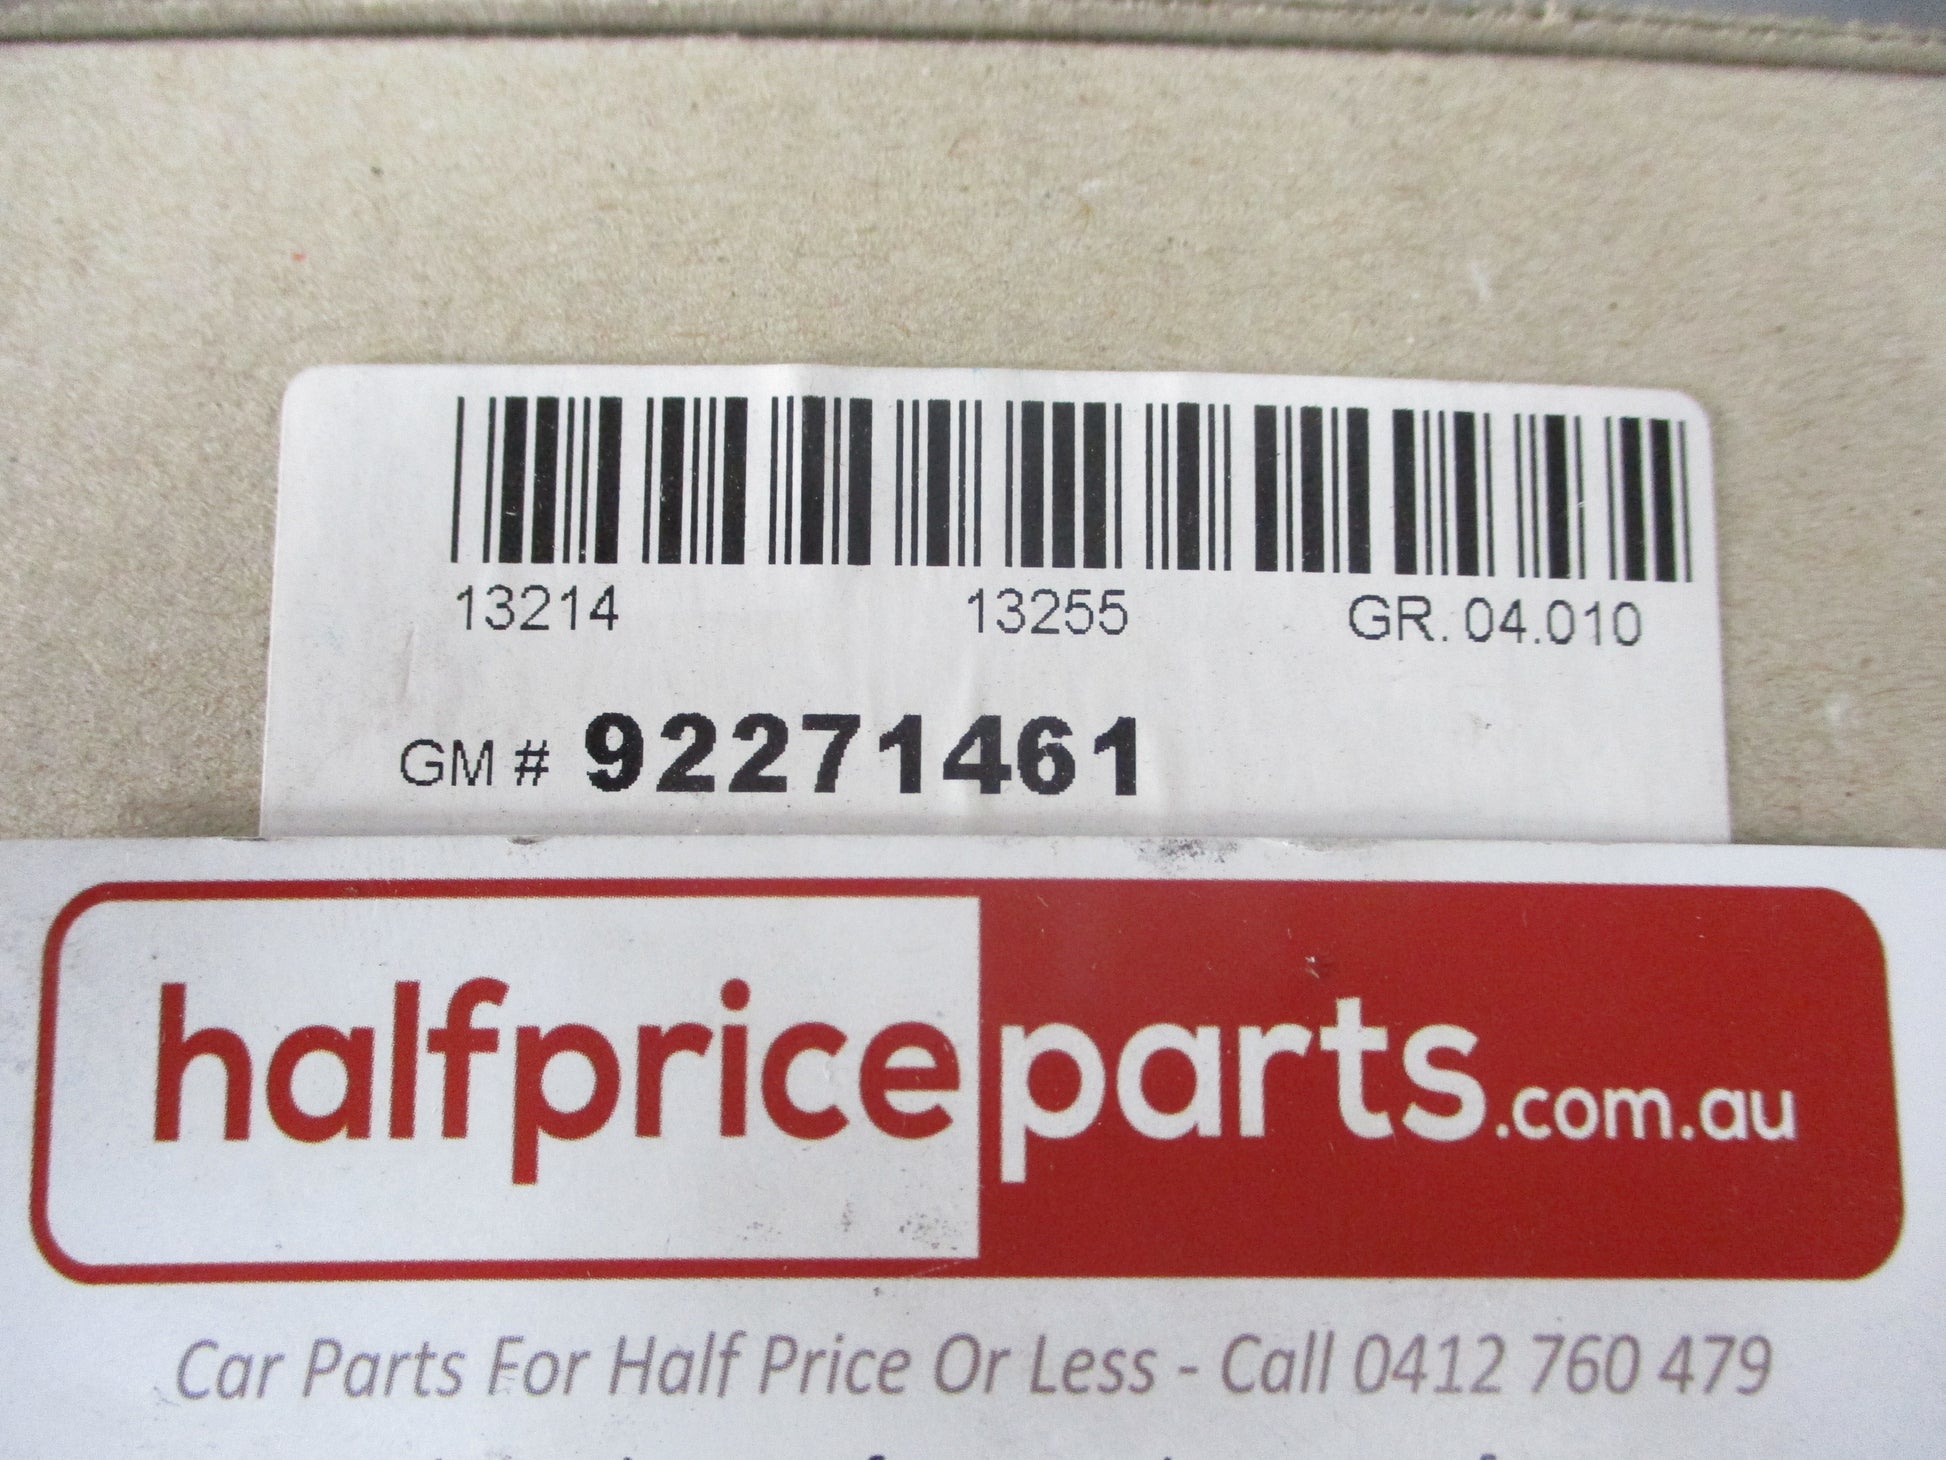 13214 13255 GR. 04.010
GM # 92271461
halfpriceparts.com.au
Car Parts For Half Price Or Less - Call 0412 760 479